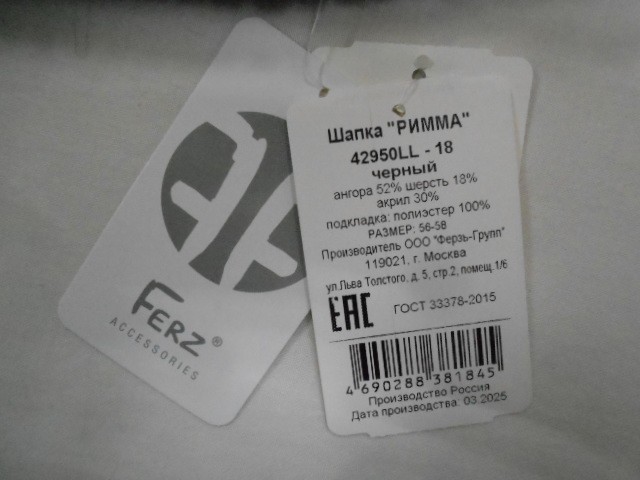 FERZ®
ACCESSORIES
Шапка "РИММА"
42950LL - 18
черный
ангора 52% шерсть 18%
акрил 30%
подкладка: полиэстер 100%
РАЗМЕР: 56-58
Производитель ООО "Ферзь-Групп"
119021, г. Москва
ул.Льва Толстого, д. 5, стр.2, помещ.1/6
EAC ГОСТ 33378-2015
4 690288 381845
Производство Россия
Дата производства: 03.2025